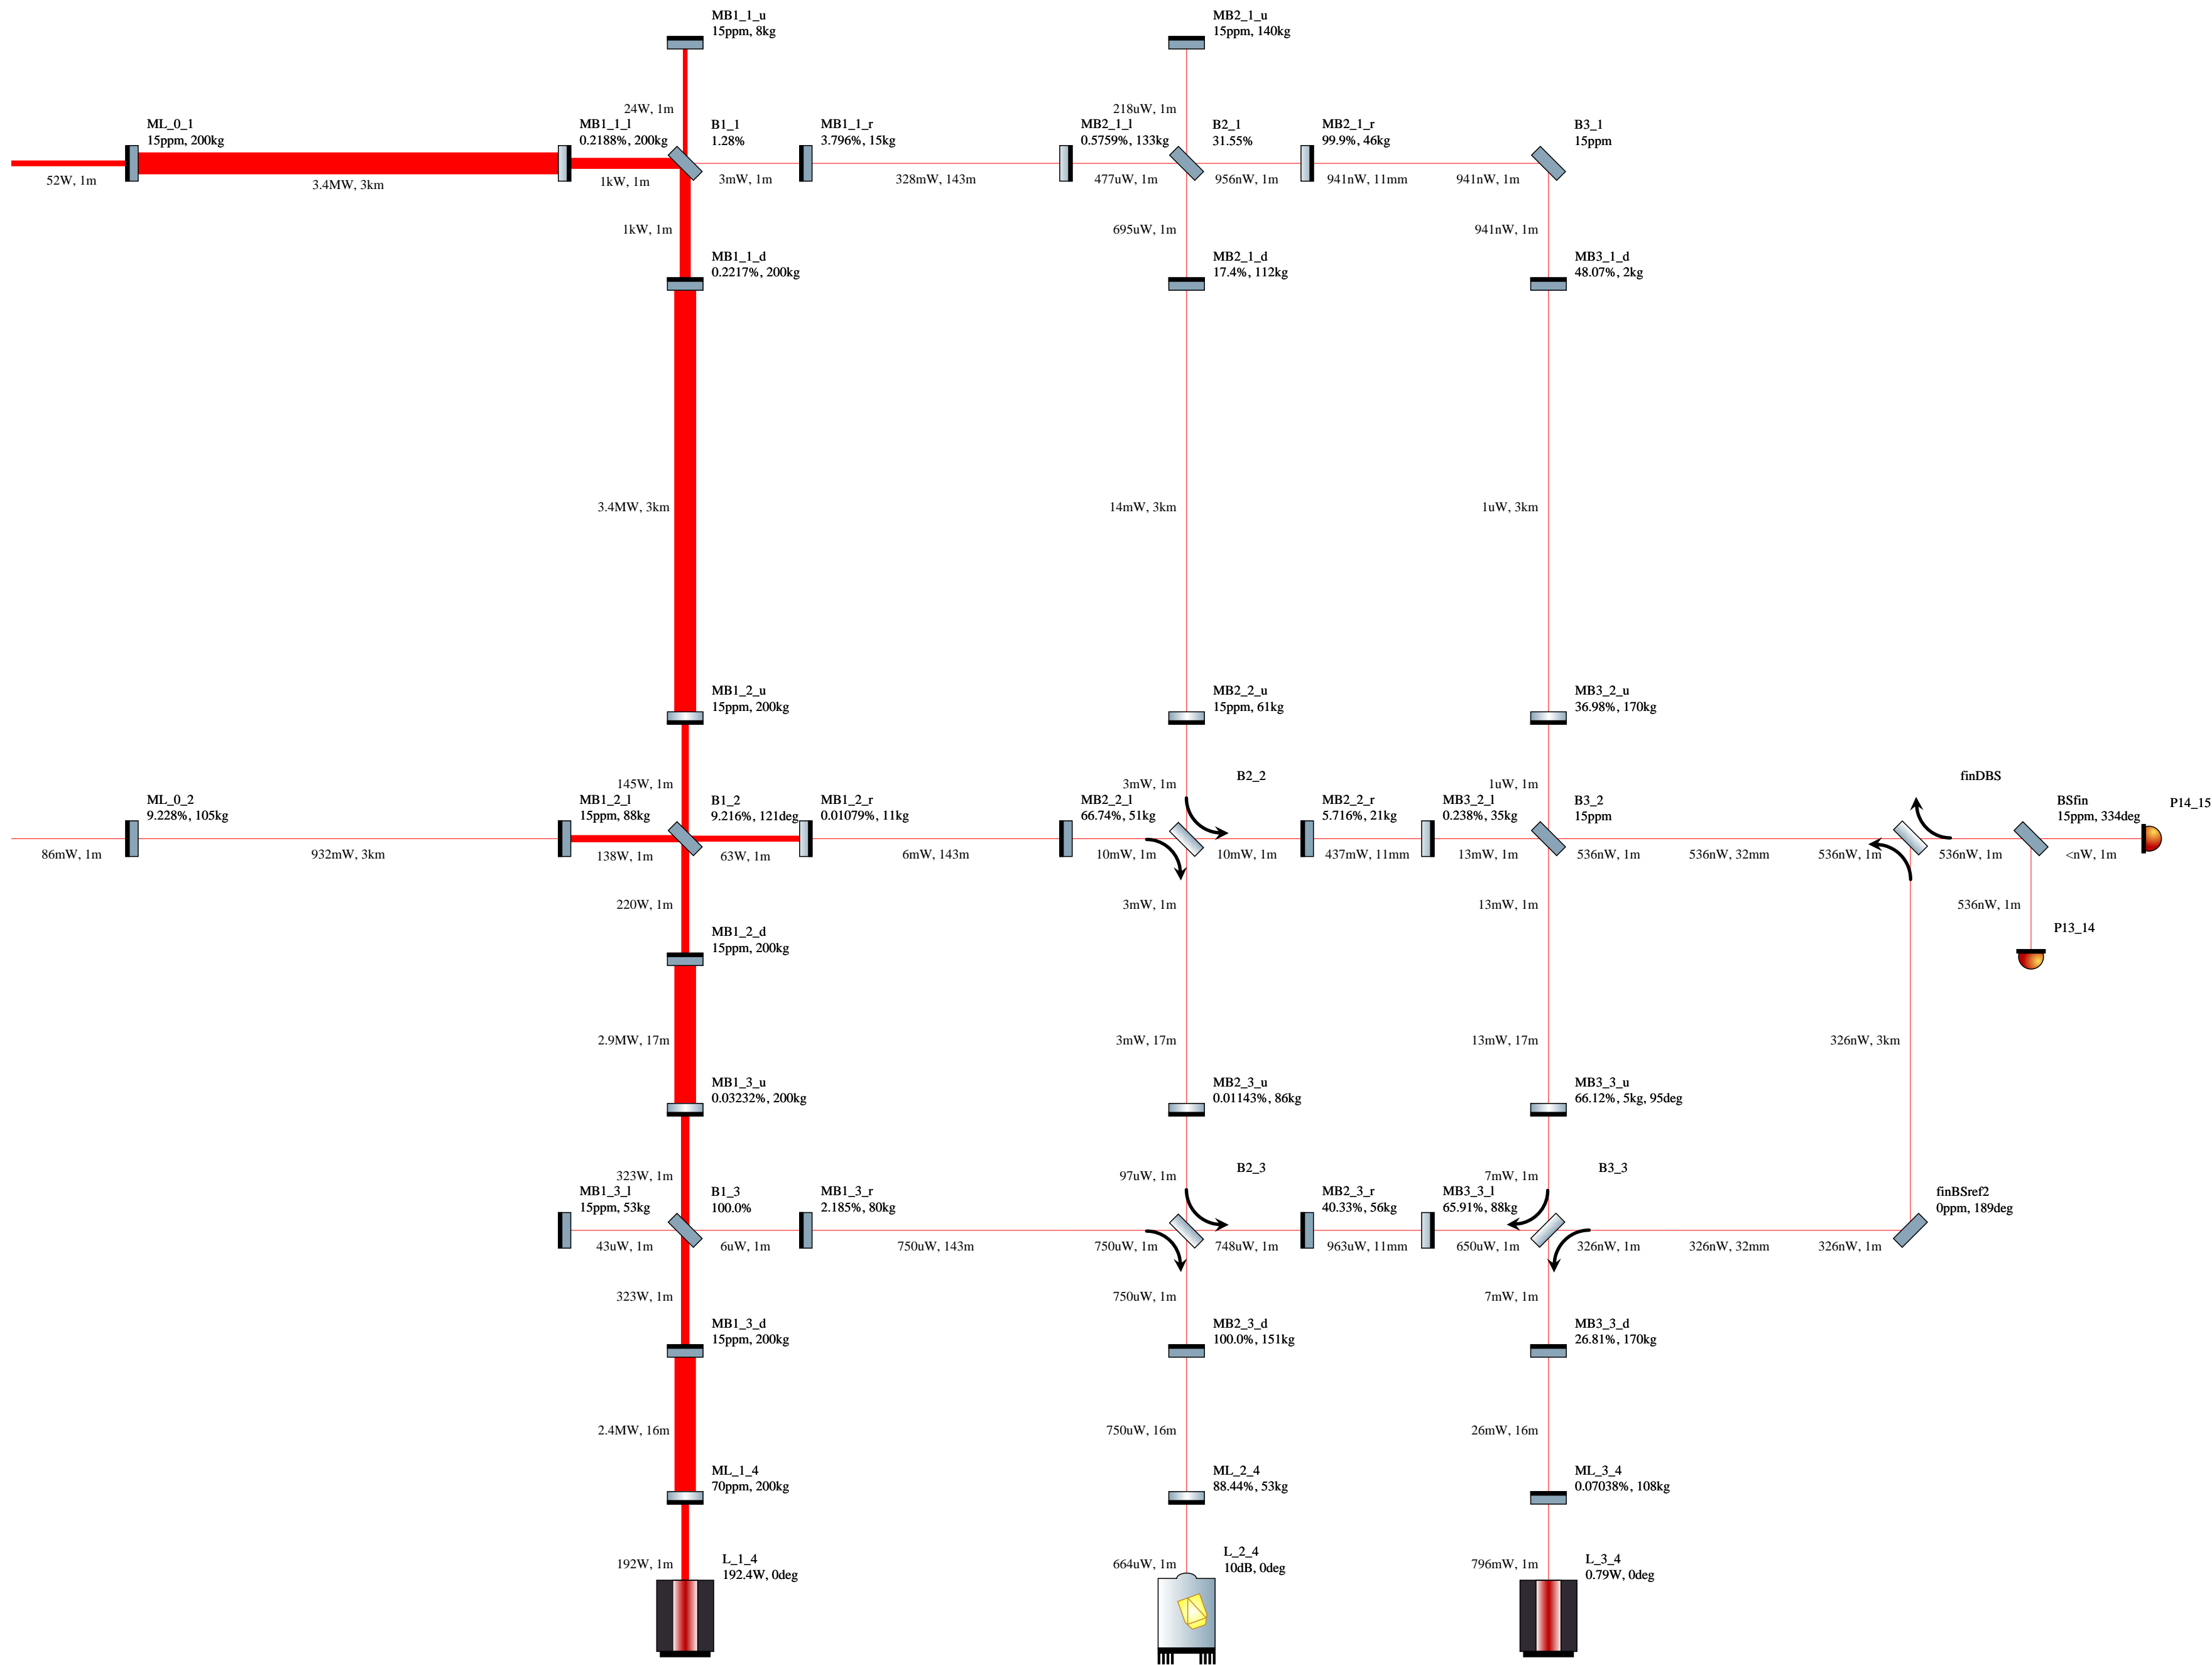 MB1_1_u
15ppm, 8kg
MB2_1_u
15ppm, 140kg
24W, 1m
218uW, 1m
ML_0_1
15ppm, 200kg
MB1_1_l
0.2188%, 200kg
B1_1
1.28%
MB1_1_r
3.796%, 15kg
MB2_1_l
0.5759%, 133kg
B2_1
31.55%
MB2_1_r
99.9%, 46kg
B3_1
15ppm
52W, 1m
3.4MW, 3km
1kW, 1m
3mW, 1m
328mW, 143m
477uW, 1m
956nW, 1m
941nW, 11mm
941nW, 1m
1kW, 1m
695uW, 1m
941nW, 1m
MB1_1_d
0.2217%, 200kg
MB2_1_d
17.4%, 112kg
MB3_1_d
48.07%, 2kg
3.4MW, 3km
14mW, 3km
1uW, 3km
MB1_2_u
15ppm, 200kg
MB2_2_u
15ppm, 61kg
MB3_2_u
36.98%, 170kg
145W, 1m
3mW, 1m
1uW, 1m
B2_2
finDBS
ML_0_2
9.228%, 105kg
MB1_2_l
15ppm, 88kg
B1_2
9.216%, 121deg
MB1_2_r
0.01079%, 11kg
MB2_2_l
66.74%, 51kg
MB2_2_r
5.716%, 21kg
MB3_2_l
0.238%, 35kg
B3_2
15ppm
BSfin
15ppm, 334deg
P14_15
86mW, 1m
932mW, 3km
138W, 1m
63W, 1m
6mW, 143m
10mW, 1m
10mW, 1m
437mW, 11mm
13mW, 1m
536nW, 1m
536nW, 32mm
536nW, 1m
536nW, 1m
<nW, 1m
220W, 1m
3mW, 1m
13mW, 1m
536nW, 1m
P13_14
MB1_2_d
15ppm, 200kg
2.9MW, 17m
3mW, 17m
13mW, 17m
326nW, 3km
MB1_3_u
0.03232%, 200kg
MB2_3_u
0.01143%, 86kg
MB3_3_u
66.12%, 5kg, 95deg
323W, 1m
97uW, 1m
7mW, 1m
B2_3
B3_3
MB1_3_l
15ppm, 53kg
B1_3
100.0%
MB1_3_r
2.185%, 80kg
MB2_3_r
40.33%, 56kg
MB3_3_l
65.91%, 88kg
finBSref2
0ppm, 189deg
43uW, 1m
6uW, 1m
750uW, 143m
750uW, 1m
748uW, 1m
963uW, 11mm
650uW, 1m
326nW, 1m
326nW, 32mm
326nW, 1m
323W, 1m
750uW, 1m
7mW, 1m
MB1_3_d
15ppm, 200kg
MB2_3_d
100.0%, 151kg
MB3_3_d
26.81%, 170kg
2.4MW, 16m
750uW, 16m
26mW, 16m
ML_1_4
70ppm, 200kg
ML_2_4
88.44%, 53kg
ML_3_4
0.07038%, 108kg
192W, 1m
664uW, 1m
796mW, 1m
L_1_4
192.4W, 0deg
L_2_4
10dB, 0deg
L_3_4
0.79W, 0deg